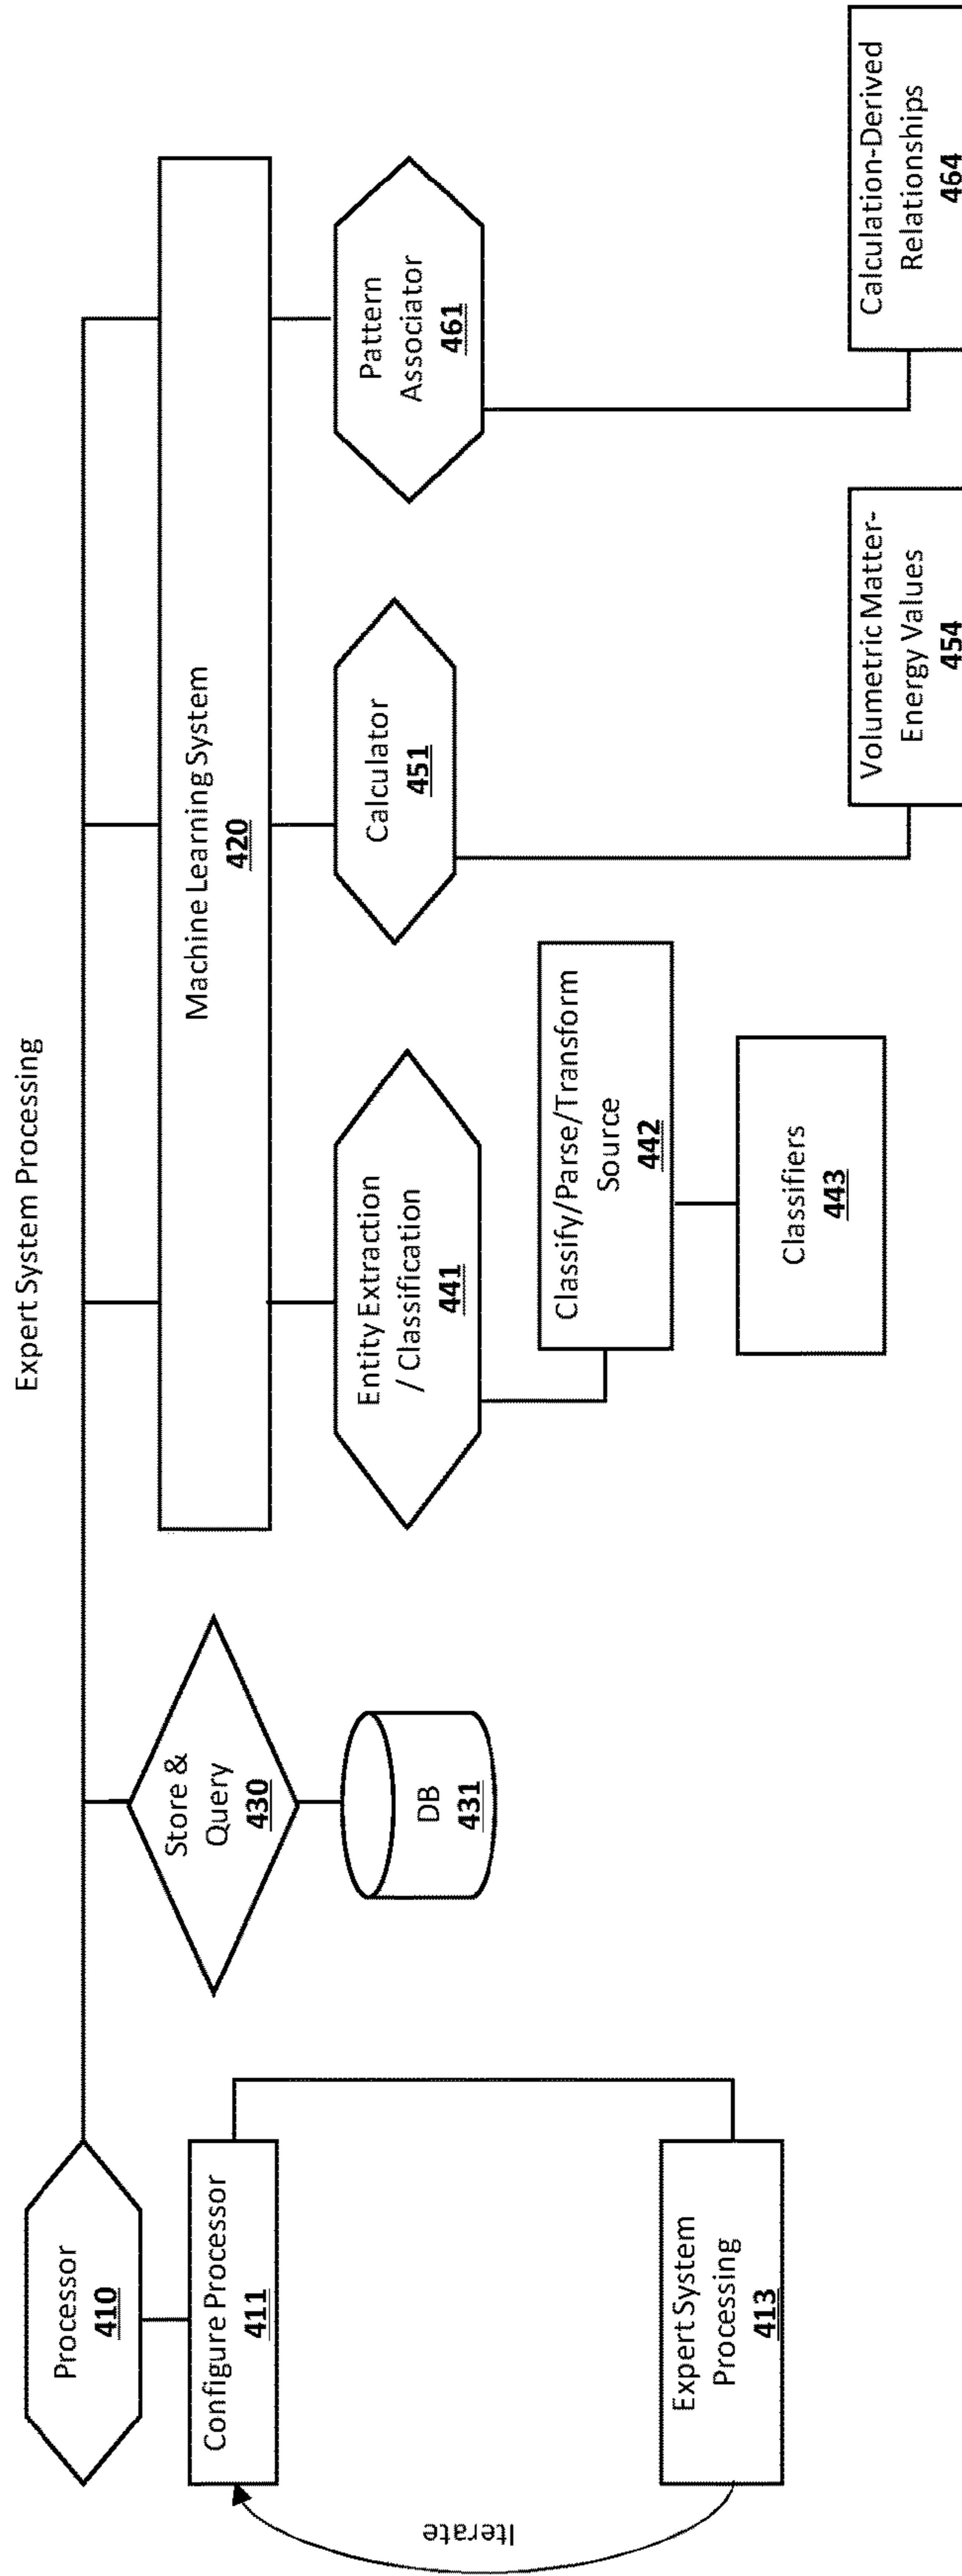 Expert System Processing
Processor
410
Configure Processor
411
Expert System
Processing
413
Iterate
Store &
Query
430
DB
431
Machine Learning System
420
Entity Extraction
/ Classification
441
Classify/Parse/Transform
Source
442
Classifiers
443
Calculator
451
Volumetric Matter-
Energy Values
454
Pattern
Associator
461
Calculation-Derived
Relationships
464